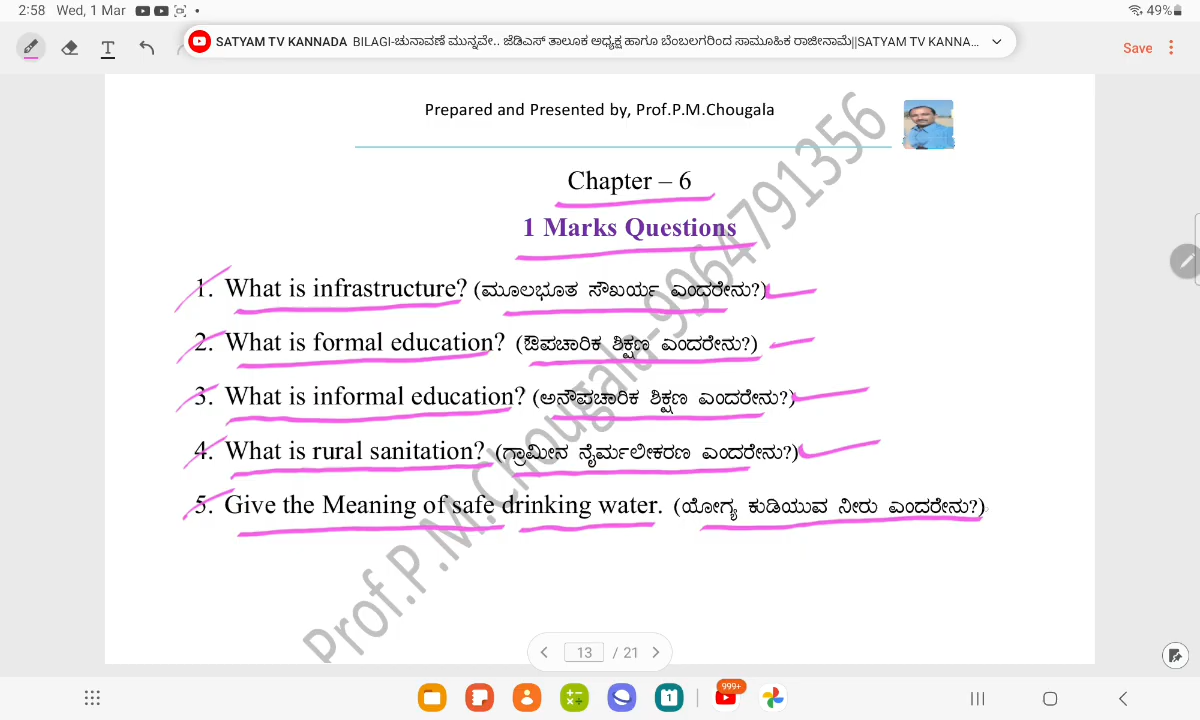 2:58 Wed, 1 Mar
49%
SATYAM TV KANNADA BILAGI-ಚುನಾವಣೆ ಮುನ್ನವೇ.. ಜೆಡಿಎಸ್ ತಾಲೂಕ ಅಧ್ಯಕ್ಷ ಹಾಗೂ ಬೆಂಬಲಗರಿಂದ ಸಾಮೂಹಿಕ ರಾಜೀನಾಮೆ||SATYAM TV KANNA...
T
Save
Prepared and Presented by, Prof.P.M.Chougala
Chapter – 6
1 Marks Questions
1. What is infrastructure? (ಮೂಲಭೂತ ಸೌಖರ್ಯ ಎಂದರೇನು?)
2. What is formal education? (ಔಪಚಾರಿಕ ಶಿಕ್ಷಣ ಎಂದರೇನು?)
3. What is informal education? (ಅನೌಪಚಾರಿಕ ಶಿಕ್ಷಣ ಎಂದರೇನು?)
4. What is rural sanitation? (ಗ್ರಾಮೀನ ನೈರ್ಮಲೀಕರಣ ಎಂದರೇನು?)
5. Give the Meaning of safe drinking water. (ಯೋಗ್ಯ ಕುಡಿಯುವ ನೀರು ಎಂದರೇನು?)
Prof.P.M.Chougala-9964791356
13 / 21
1
999+